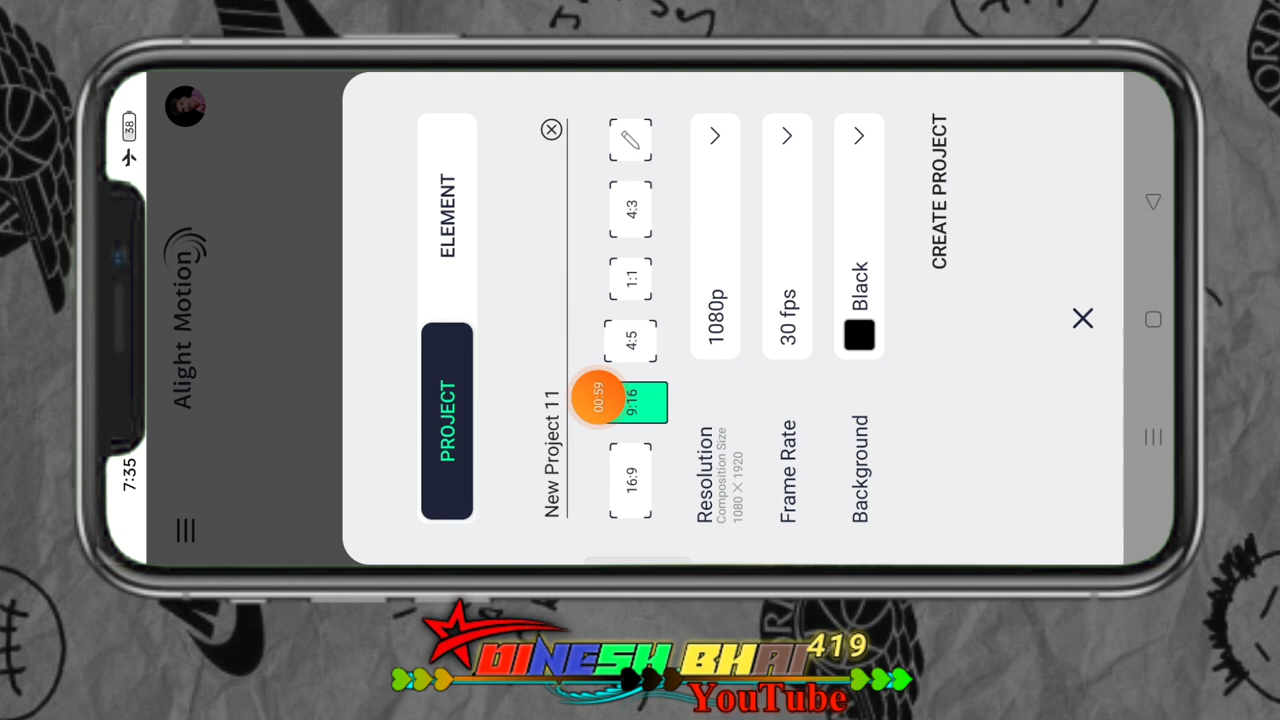 7:35
38
Alight Motion
PROJECT
ELEMENT
New Project 11
16:9
9:16
4:5
1:1
4:3
00:59
Resolution
Composition Size
1080 X 1920
1080p
Frame Rate
30 fps
Background
Black
CREATE PROJECT
DINESH BHAI 419
YouTube